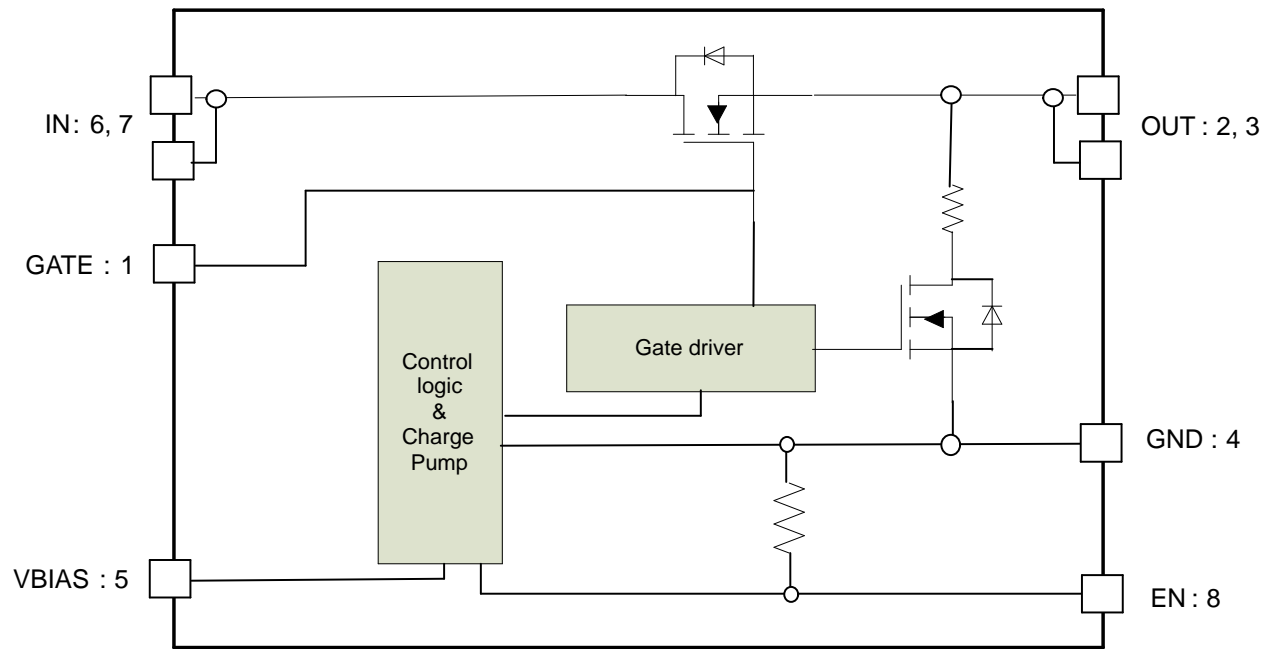 IN: 6, 7
OUT : 2, 3
GATE : 1
Gate driver
Control
logic
&
Charge
Pump
GND : 4
VBIAS : 5
EN : 8